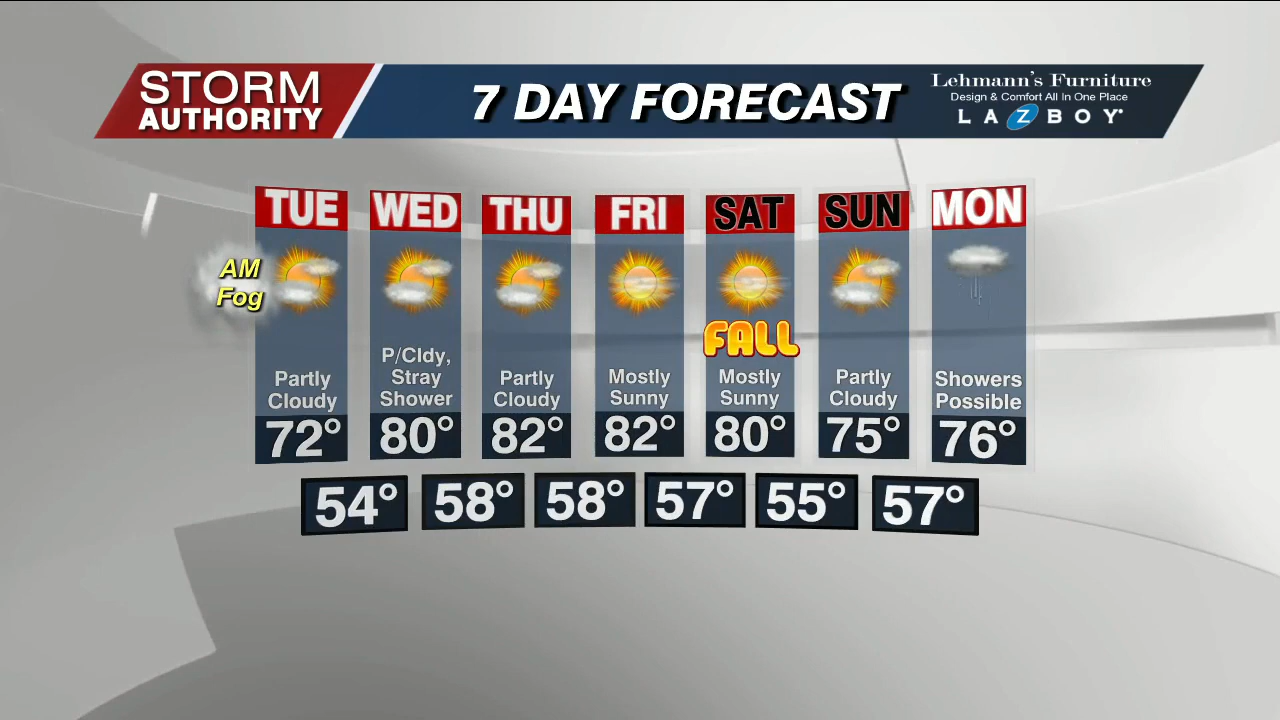 STORM
AUTHORITY
7 DAY FORECAST
Lehmann's Furniture
Design & Comfort All In One Place
LA Z BOY®
TUE WED THU FRI SAT SUN MON
AM
Fog
FALL
Partly
Cloudy
P/Cldy,
Stray
Shower
Partly
Cloudy
Mostly
Sunny
Mostly
Sunny
Partly
Cloudy
Showers
Possible
72° 80° 82° 82° 80° 75° 76°
54° 58° 58° 57° 55° 57°